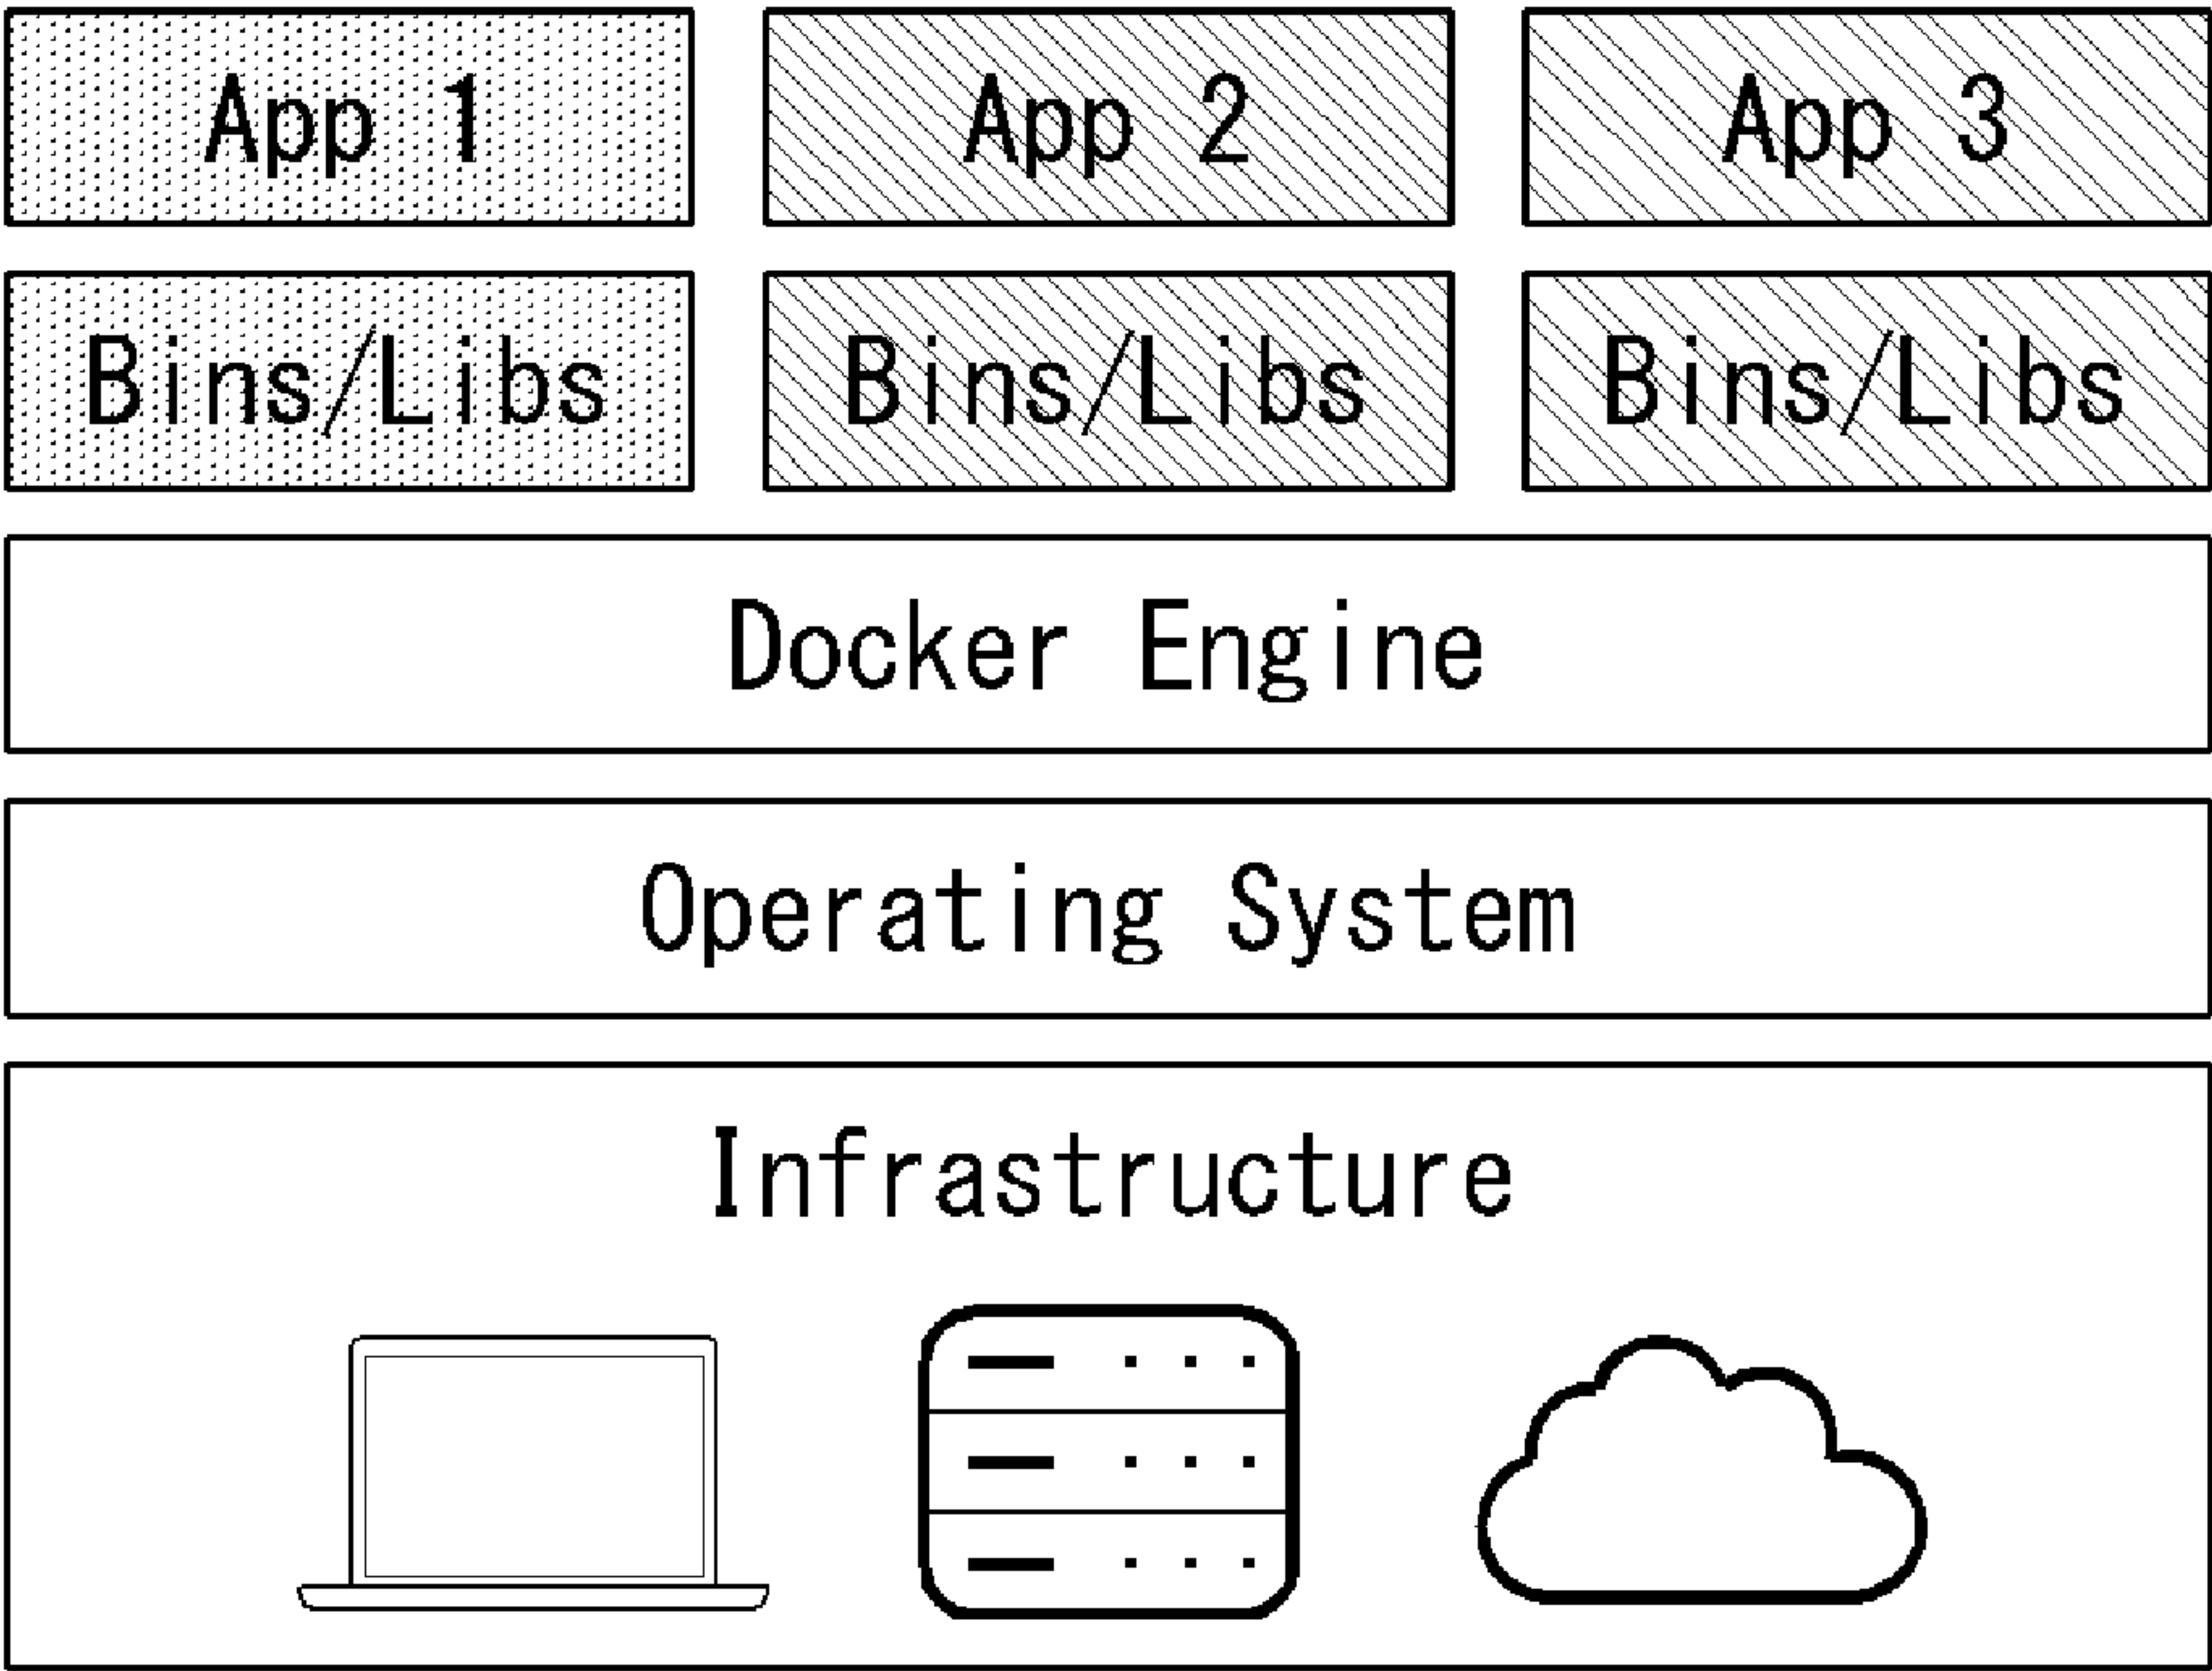 App 1 App 2 App 3
Bins/Libs Bins/Libs Bins/Libs
Docker Engine
Operating System
Infrastructure